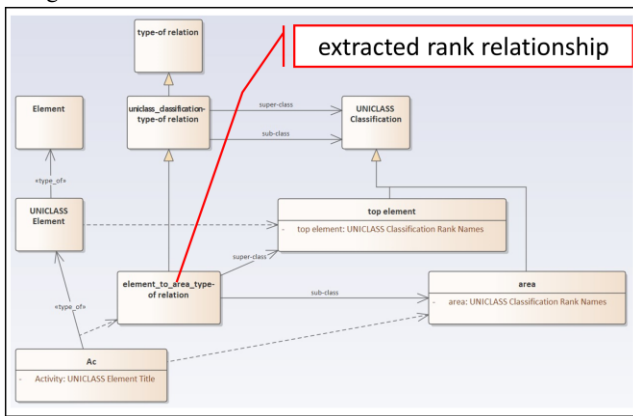 extracted rank relationship
type-of relation
Element
uniclass_classification-
type-of relation
super-class
sub-class
UNICLASS
Classification
«type_of»
UNICLASS
Element
top element
- top element: UNICLASS Classification Rank Names
super-class
element_to_area_type-
of relation
sub-class
area
- area: UNICLASS Classification Rank Names
«type_of»
Ac
- Activity: UNICLASS Element Title